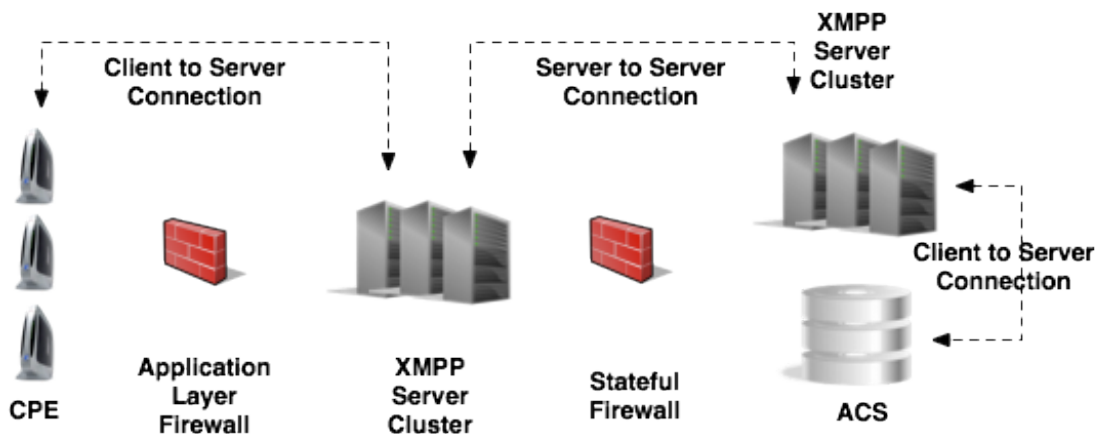 XMPP
Server
Cluster
Client to Server
Connection
Server to Server
Connection
Client to Server
Connection
CPE
Application
Layer
Firewall
XMPP
Server
Cluster
Stateful
Firewall
ACS